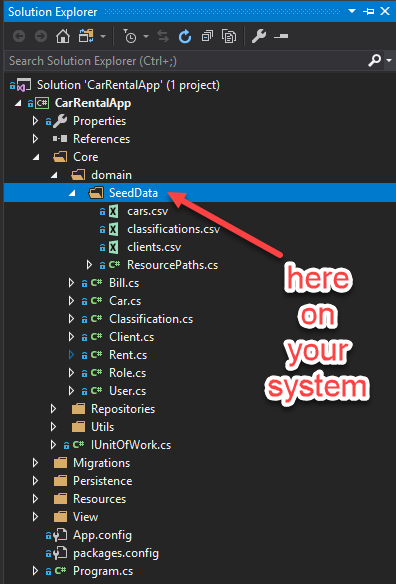 Solution Explorer
Search Solution Explorer (Ctrl+;)
Solution 'CarRentalApp' (1 project)
C# CarRentalApp
Properties
References
Core
domain
SeedData
cars.csv
classifications.csv
clients.csv
C# ResourcePaths.cs
C# Bill.cs
C# Car.cs
C# Classification.cs
C# Client.cs
C# Rent.cs
C# Role.cs
C# User.cs
Repositories
Utils
C# IUnitOfWork.cs
Migrations
Persistence
Resources
View
App.config
packages.config
C# Program.cs
here
on
your
system